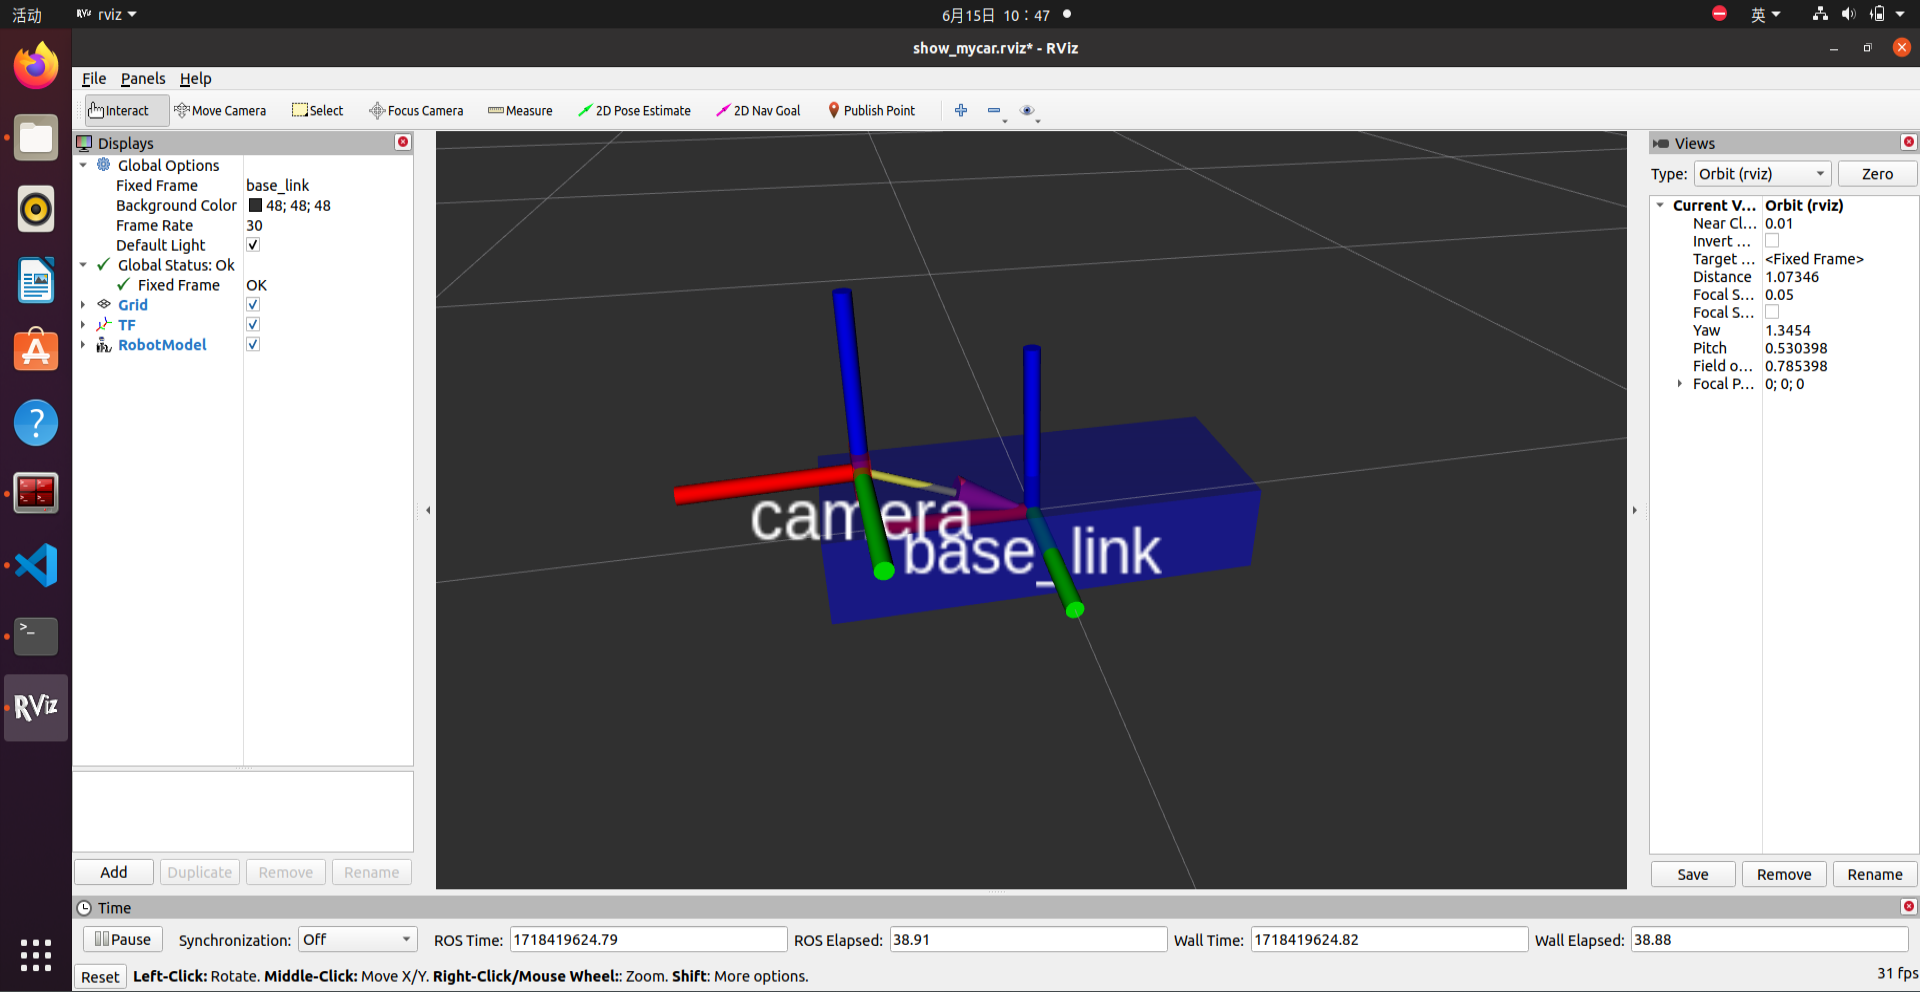 活动 rviz 6月15日 10：47 英
show_mycar.rviz* - RViz
File Panels Help
Interact Move Camera Select Focus Camera Measure 2D Pose Estimate 2D Nav Goal Publish Point
Displays
Global Options
Fixed Frame base_link
Background Color 48; 48; 48
Frame Rate 30
Default Light
Global Status: Ok
Fixed Frame OK
Grid
TF
RobotModel
Add Duplicate Remove Rename
camera
base_link
Views
Type: Orbit (rviz) Zero
Current V... Orbit (rviz)
Near Cl... 0.01
Invert ...
Target ... <Fixed Frame>
Distance 1.07346
Focal S... 0.05
Focal S...
Yaw 1.3454
Pitch 0.530398
Field o... 0.785398
Focal P... 0; 0; 0
Save Remove Rename
RViz
Time
Pause Synchronization: Off ROS Time: 1718419624.79 ROS Elapsed: 38.91 Wall Time: 1718419624.82 Wall Elapsed: 38.88
Reset Left-Click: Rotate. Middle-Click: Move X/Y. Right-Click/Mouse Wheel:: Zoom. Shift: More options. 31 fps